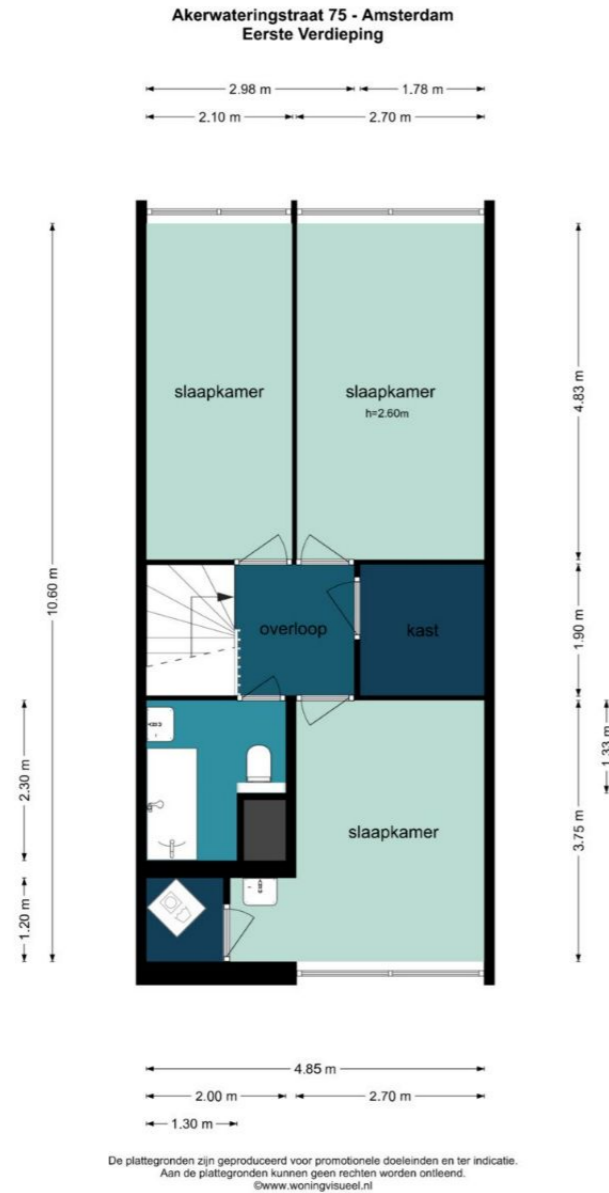 Akerwateringstraat 75 - Amsterdam
Eerste Verdieping
2.98 m
1.78 m
2.10 m
2.70 m
slaapkamer
slaapkamer
h=2.60m
4.83 m
10.60 m
overloop
kast
1.90 m
2.30 m
1.33 m
slaapkamer
3.75 m
1.20 m
4.85 m
2.00 m
2.70 m
1.30 m
De plattegronden zijn geproduceerd voor promotionele doeleinden en ter indicatie.
Aan de plattegronden kunnen geen rechten worden ontleend.
©www.woningvisueel.nl